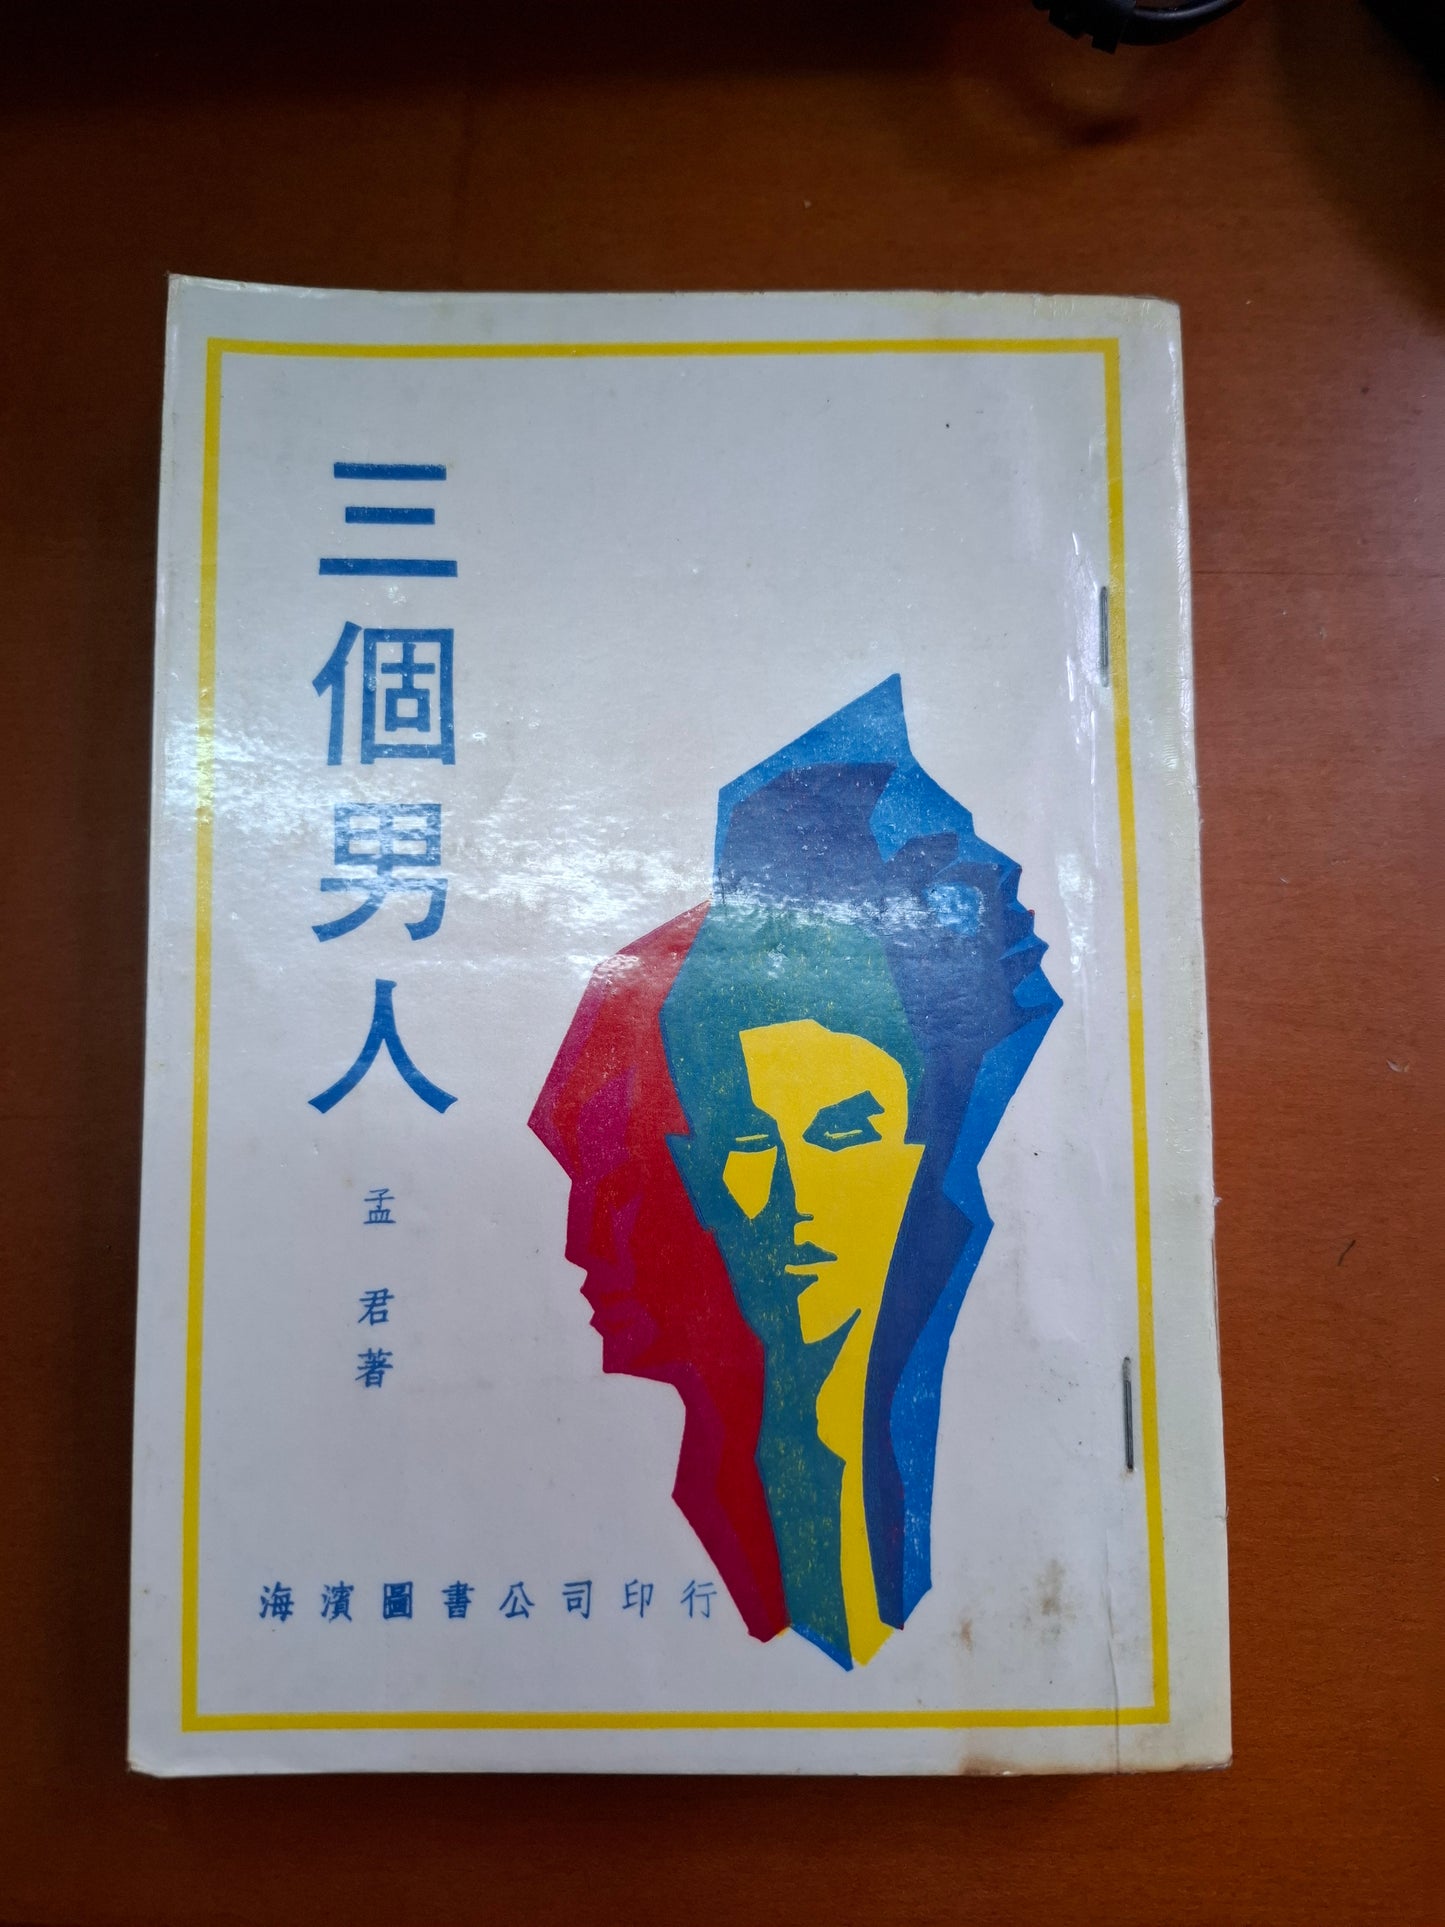 三個男人
孟君著
海濱圖書公司印行